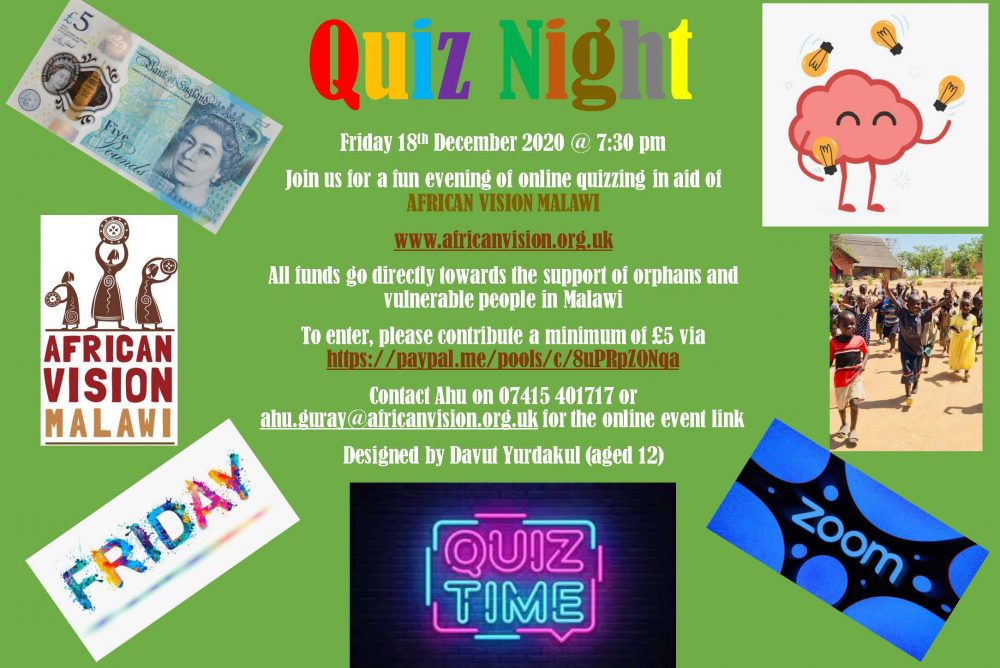 £5
Bank of England
Five
Pounds
Quiz Night
Friday 18th December 2020 @ 7:30 pm
Join us for a fun evening of online quizzing in aid of
AFRICAN VISION MALAWI
www.africanvision.org.uk
All funds go directly towards the support of orphans and
vulnerable people in Malawi
To enter, please contribute a minimum of £5 via
https://paypal.me/pools/c/8uPRpZONqa
Contact Ahu on 07415 401717 or
ahu.guray@africanvision.org.uk for the online event link
Designed by Davut Yurdakul (aged 12)
AFRICAN
VISION
MALAWI
FRIDAY
QUIZ
TIME
zoom